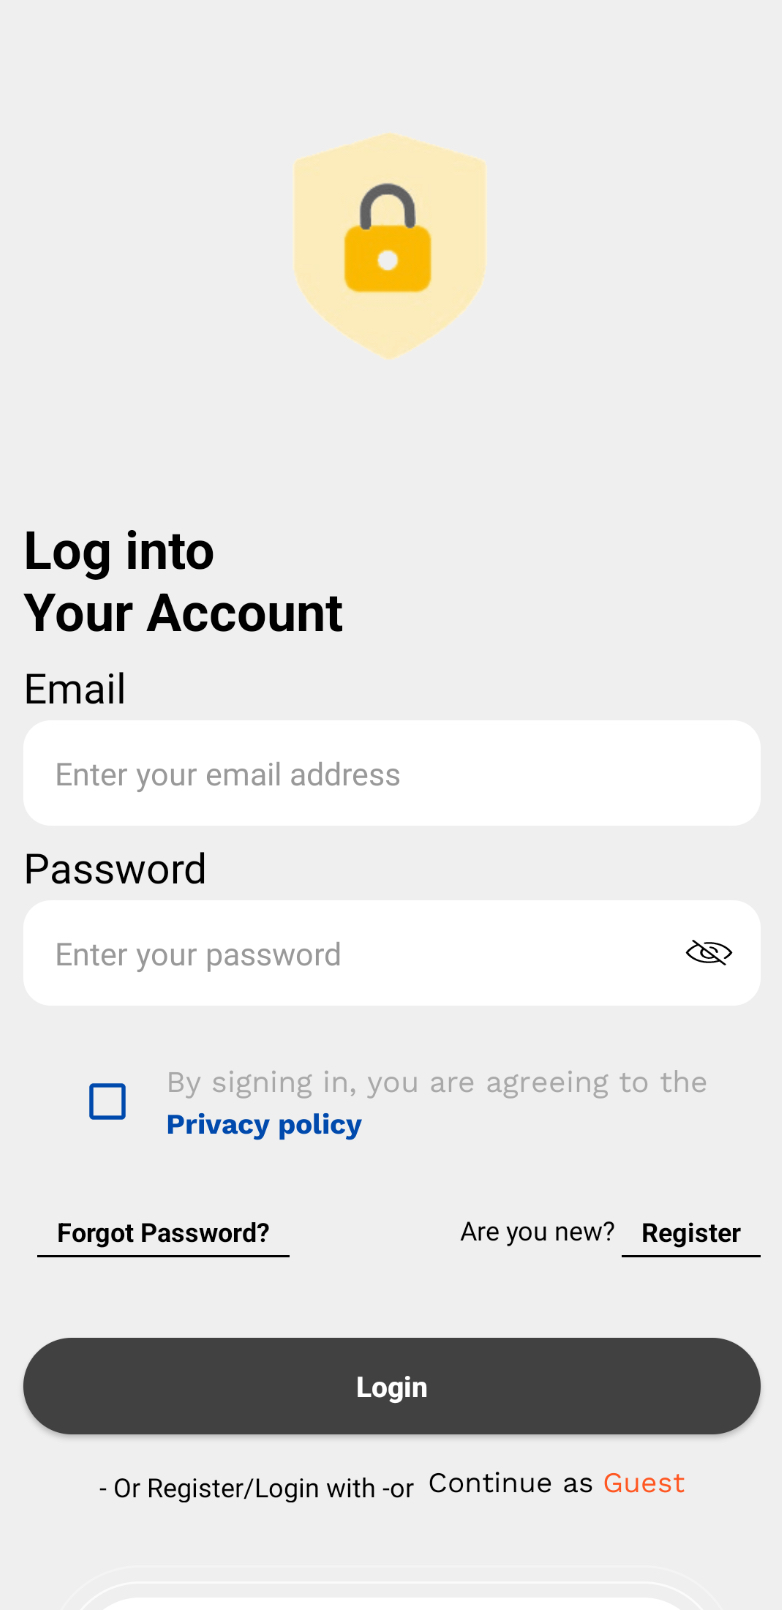 Log into
Your Account
Email
Enter your email address
Password
Enter your password
By signing in, you are agreeing to the
Privacy policy
Forgot Password?
Are you new? Register
Login
- Or Register/Login with -or Continue as Guest